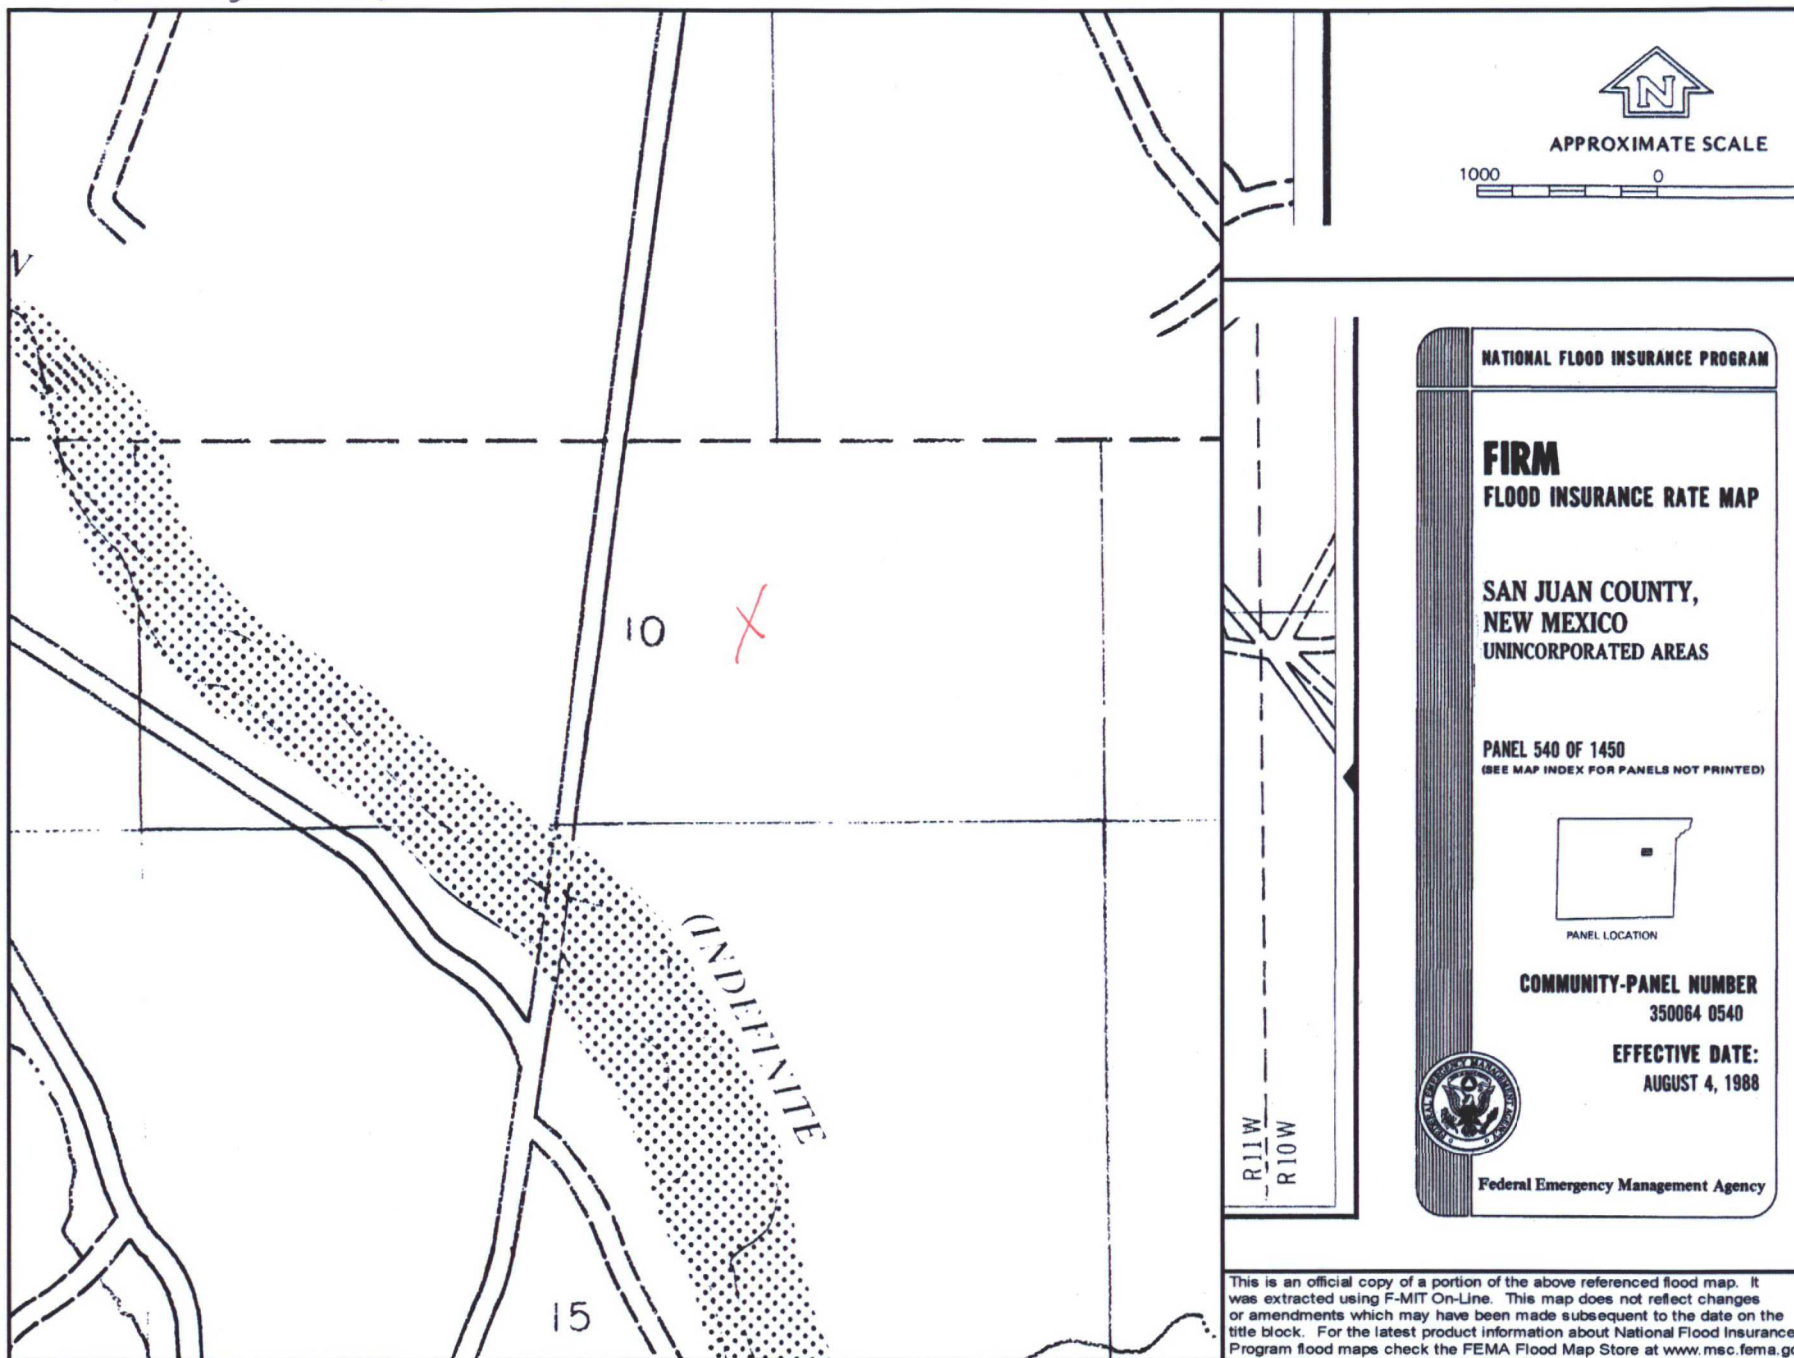 N
10
X
(INDEFINITE
15
N
APPROXIMATE SCALE
1000 0
R11W
R10W
NATIONAL FLOOD INSURANCE PROGRAM
FIRM
FLOOD INSURANCE RATE MAP
SAN JUAN COUNTY,
NEW MEXICO
UNINCORPORATED AREAS
PANEL 540 OF 1450
(SEE MAP INDEX FOR PANELS NOT PRINTED)
PANEL LOCATION
COMMUNITY-PANEL NUMBER
350064 0540
EFFECTIVE DATE:
AUGUST 4, 1988
FEDERAL EMERGENCY MANAGEMENT AGENCY
Federal Emergency Management Agency
This is an official copy of a portion of the above referenced flood map. It
was extracted using F-MIT On-Line. This map does not reflect changes
or amendments which may have been made subsequent to the date on the
title block. For the latest product information about National Flood Insurance
Program flood maps check the FEMA Flood Map Store at www.msc.fema.go